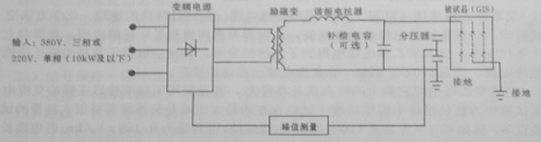 变频电源
励磁变
谐振电抗器
被试品（GIS）
输入：380V、三相或
220V、单相（10kW及以下）
补偿电容
（可选）
分压器
接地
接地
峰值测量